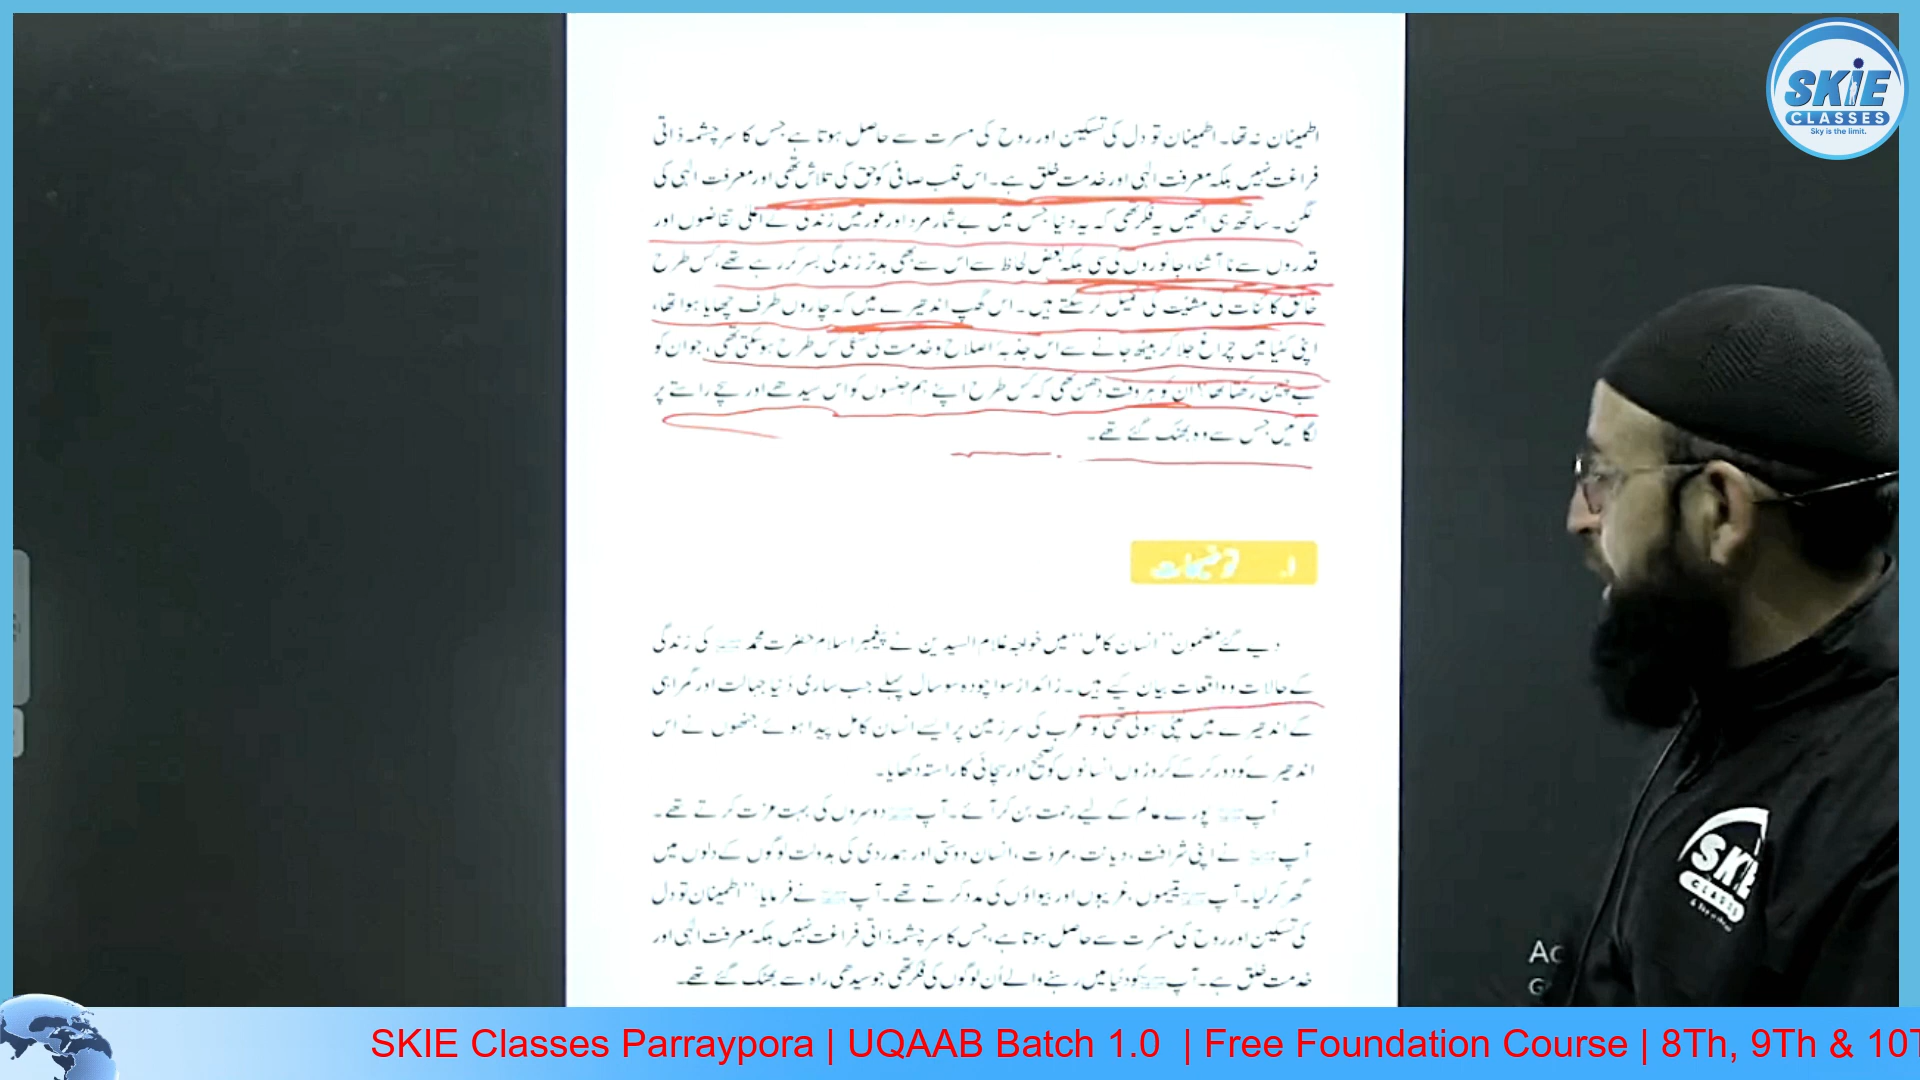 اطمینان نہ تھا۔ اطمینان تو دل کی تسکین اور روح کی مسرت سے حاصل ہوتا ہے جس کا سرچشمہ ذاتی
فراغت نہیں بلکہ معرفت الٰہی اور خدمت خلق ہے۔ اس قلب صافی کو حق کی تلاش تھی اور معرفت الٰہی کی
لگن۔ ساتھ ہی انھیں یہ فکر تھی کہ یہ دنیا جس میں بے شمار مرد اور عورتیں زندگی کے اعلیٰ تقاضوں اور
قدروں سے ناآشنا، جانوروں کی سی بلکہ بعض لحاظ سے اس سے بھی بدتر زندگی بسر کر رہے تھے، کس طرح
خالق کائنات کی مشیّت کی تکمیل کر سکتے ہیں۔ اس گھپ اندھیرے میں کہ چاروں طرف چھایا ہوا تھا،
اپنی کٹیا میں چراغ جلا کر بیٹھ جانے سے اس جذبۂ اصلاح و خدمت کی تسلی کس طرح ہو سکتی تھی، جو ان کو
بے چین رکھتا تھا؟ ان کو ہر وقت دھن تھی کہ کس طرح اپنے ہم جنسوں کو اس سیدھے اور سچے راستے پر
لگائیں جس سے وہ بھٹک گئے تھے۔
۱. توضیحات
دیے گئے مضمون ’’انسان کامل‘‘ میں خواجہ غلام السیدین نے پیغمبر اسلام حضرت محمد ﷺ کی زندگی
کے حالات و واقعات بیان کیے ہیں۔ زائد از سوا چودہ سو سال پہلے جب ساری دُنیا جہالت اور گمراہی
کے اندھیرے میں لپٹی ہوئی تھی تو عرب کی سرزمین پر ایسے انسان کامل پیدا ہوئے جنھوں نے اس
اندھیرے کو دور کر کے کروڑوں انسانوں کو صحیح اور سچائی کا راستہ دکھایا۔
آپ ﷺ پورے عالم کے لیے رحمت بن کر آئے۔ آپ ﷺ دوسروں کی بہت عزت کرتے تھے۔
آپ ﷺ نے اپنی شرافت، دیانت، مروّت، انسان دوستی اور ہمدردی کی بدولت لوگوں کے دلوں میں
گھر کر لیا۔ آپ ﷺ یتیموں، غریبوں اور بیواؤں کی مدد کرتے تھے۔ آپ ﷺ نے فرمایا ’’اطمینان تو دل
کی تسکین اور روح کی مسرت سے حاصل ہوتا ہے، جس کا سرچشمہ ذاتی فراغت نہیں بلکہ معرفت الٰہی اور
خدمت خلق ہے۔ آپ ﷺ کو دُنیا میں رہنے والے اُن لوگوں کی فکر تھی جو سیدھی راہ سے بھٹک گئے تھے۔
SKIE
CLASSES
Sky is the limit.
SKIE
CLASSES
Ac
G
SKIE Classes Parraypora | UQAAB Batch 1.0 | Free Foundation Course | 8Th, 9Th & 10T